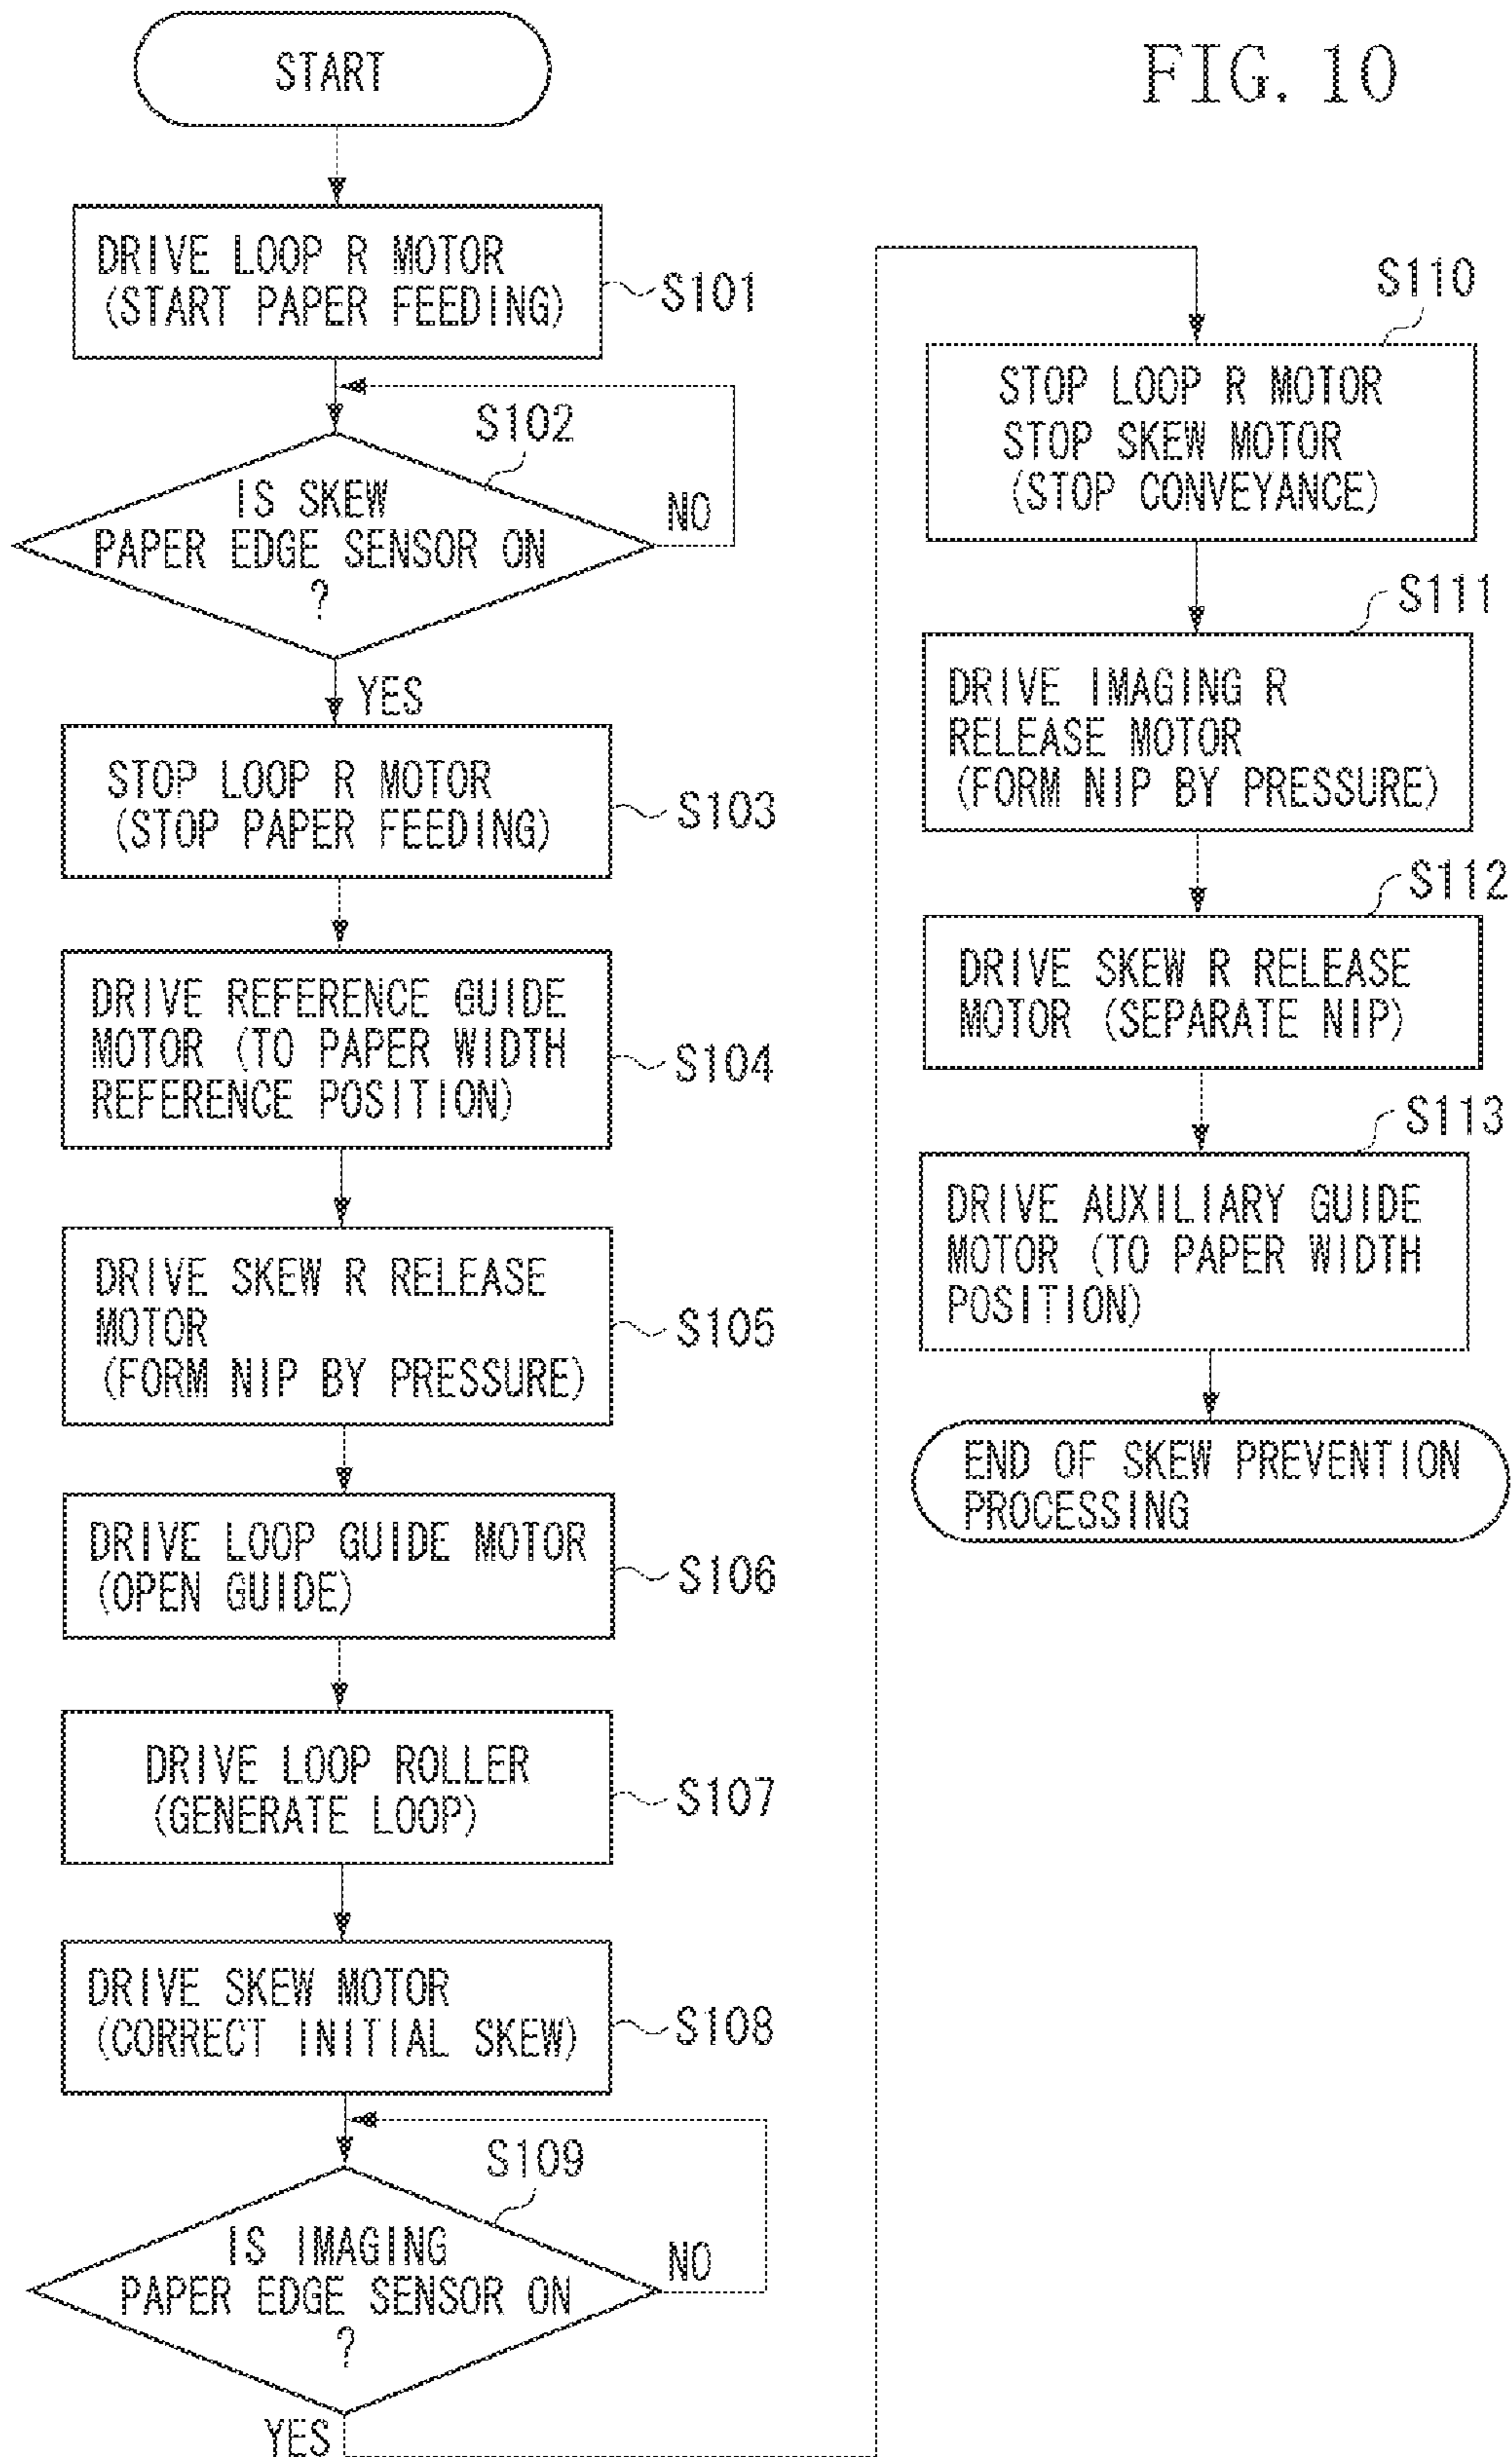 FIG. 10
START
DRIVE LOOP R MOTOR
(START PAPER FEEDING)
S101
S102
IS SKEW
PAPER EDGE SENSOR ON
?
NO
YES
STOP LOOP R MOTOR
(STOP PAPER FEEDING)
S103
DRIVE REFERENCE GUIDE
MOTOR (TO PAPER WIDTH
REFERENCE POSITION)
S104
DRIVE SKEW R RELEASE
MOTOR
(FORM NIP BY PRESSURE)
S105
DRIVE LOOP GUIDE MOTOR
(OPEN GUIDE)
S106
DRIVE LOOP ROLLER
(GENERATE LOOP)
S107
DRIVE SKEW MOTOR
(CORRECT INITIAL SKEW)
S108
S109
IS IMAGING
PAPER EDGE SENSOR ON
?
NO
YES
S110
STOP LOOP R MOTOR
STOP SKEW MOTOR
(STOP CONVEYANCE)
S111
DRIVE IMAGING R
RELEASE MOTOR
(FORM NIP BY PRESSURE)
S112
DRIVE SKEW R RELEASE
MOTOR (SEPARATE NIP)
S113
DRIVE AUXILIARY GUIDE
MOTOR (TO PAPER WIDTH
POSITION)
END OF SKEW PREVENTION
PROCESSING